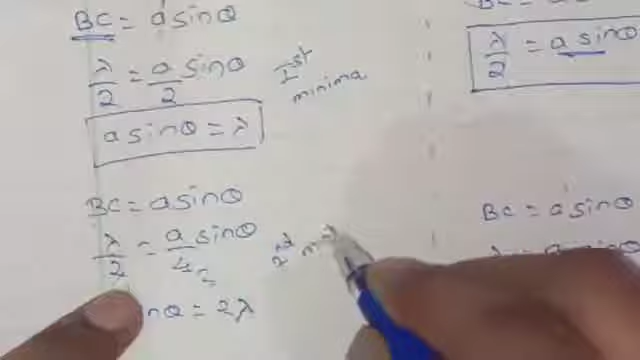 BC = a sinθ
λ/2 = a/2 sinθ 1st minima
a sinθ = λ
BC = a sinθ
λ/2 = a/4 2 sinθ 2nd
nθ = 2λ
λ/2 = a sinθ
BC = a sinθ